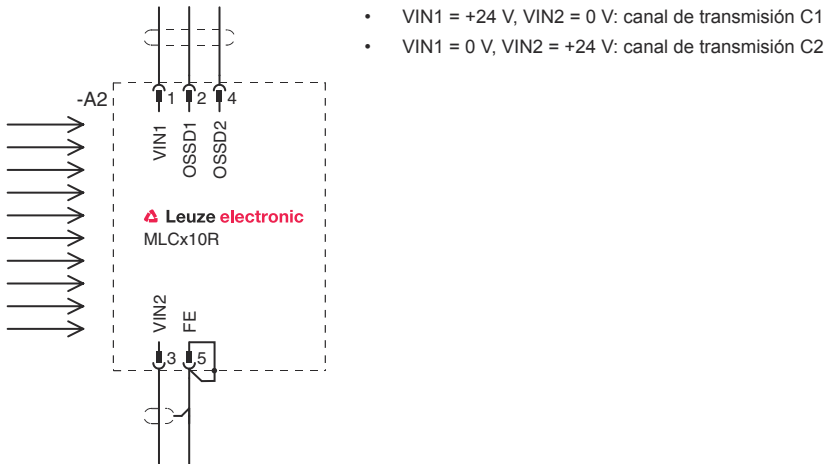 • VIN1 = +24 V, VIN2 = 0 V: canal de transmisión C1
• VIN1 = 0 V, VIN2 = +24 V: canal de transmisión C2
-A2
1 2 4
VIN1
OSSD1
OSSD2
Leuze electronic
MLCx10R
VIN2
FE
3 5